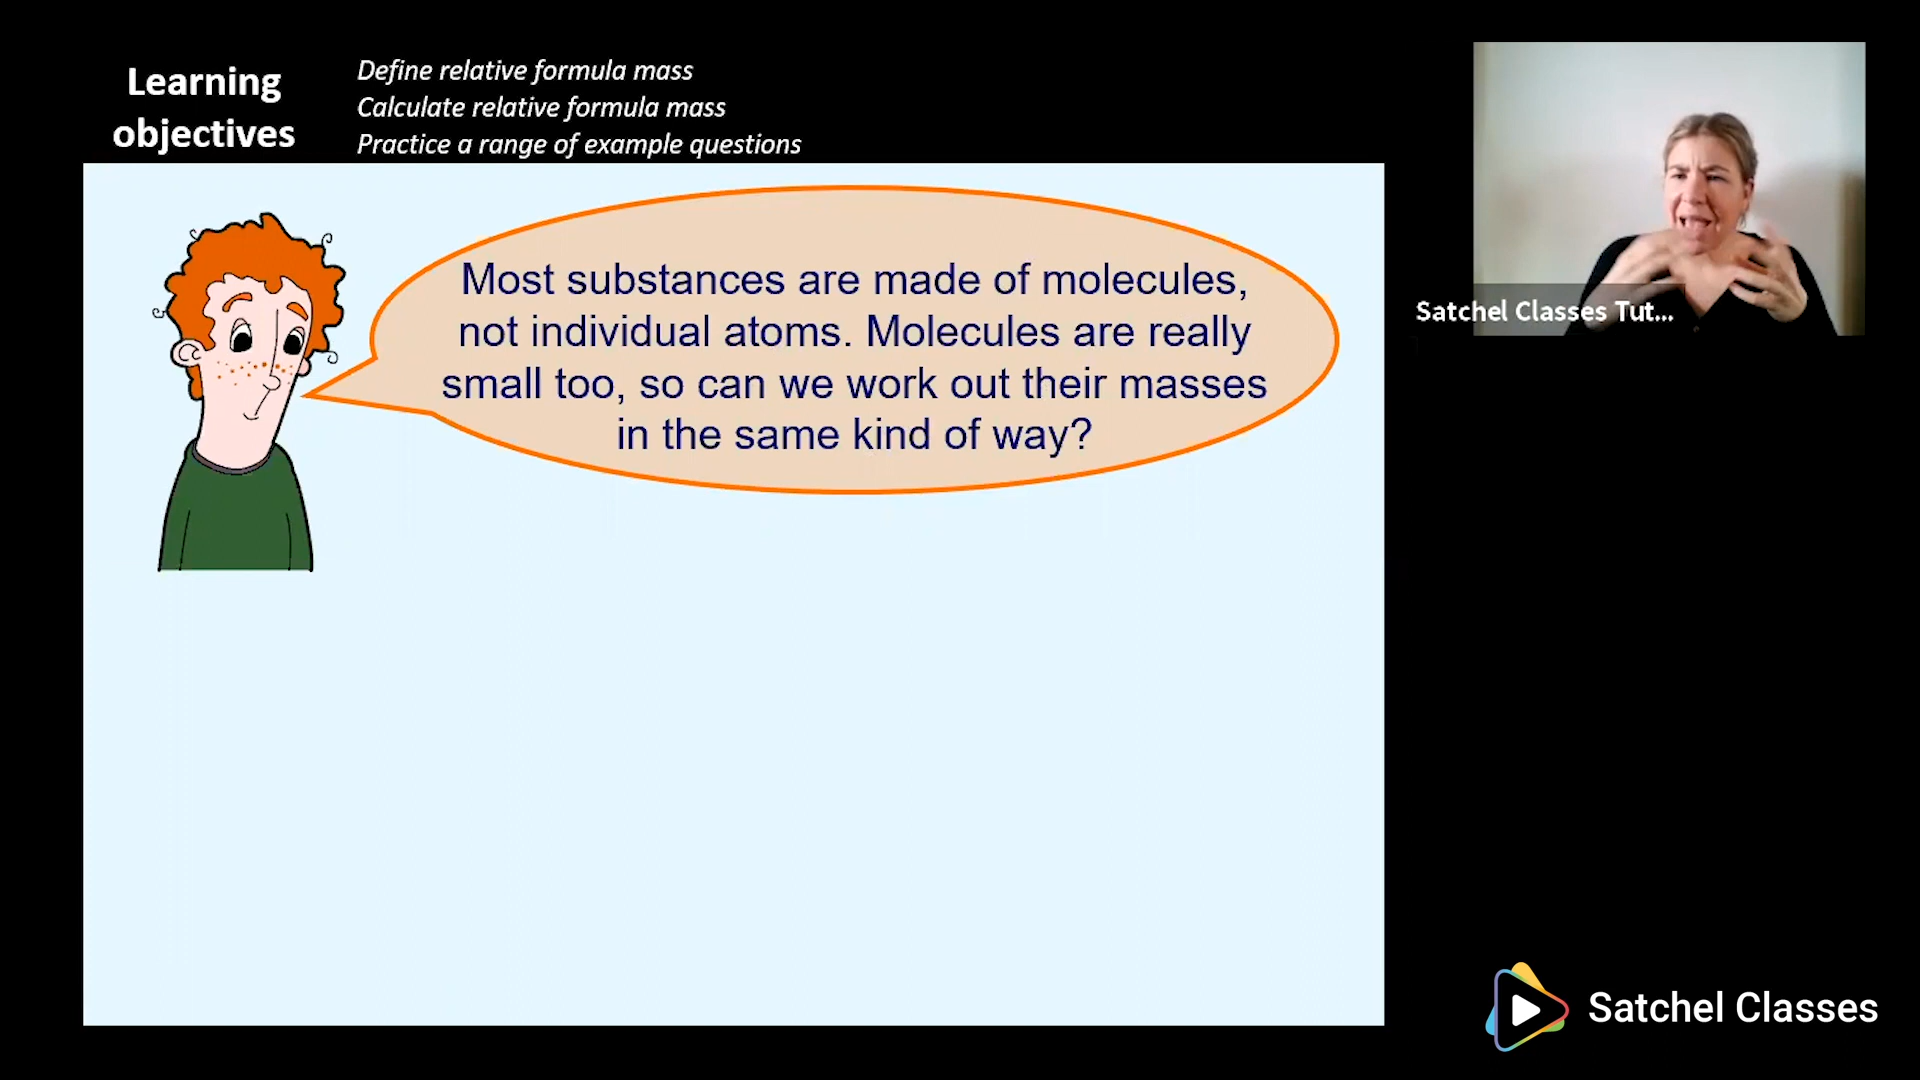 Learning
objectives
Define relative formula mass
Calculate relative formula mass
Practice a range of example questions
Most substances are made of molecules,
not individual atoms. Molecules are really
small too, so can we work out their masses
in the same kind of way?
Satchel Classes Tut...
Satchel Classes